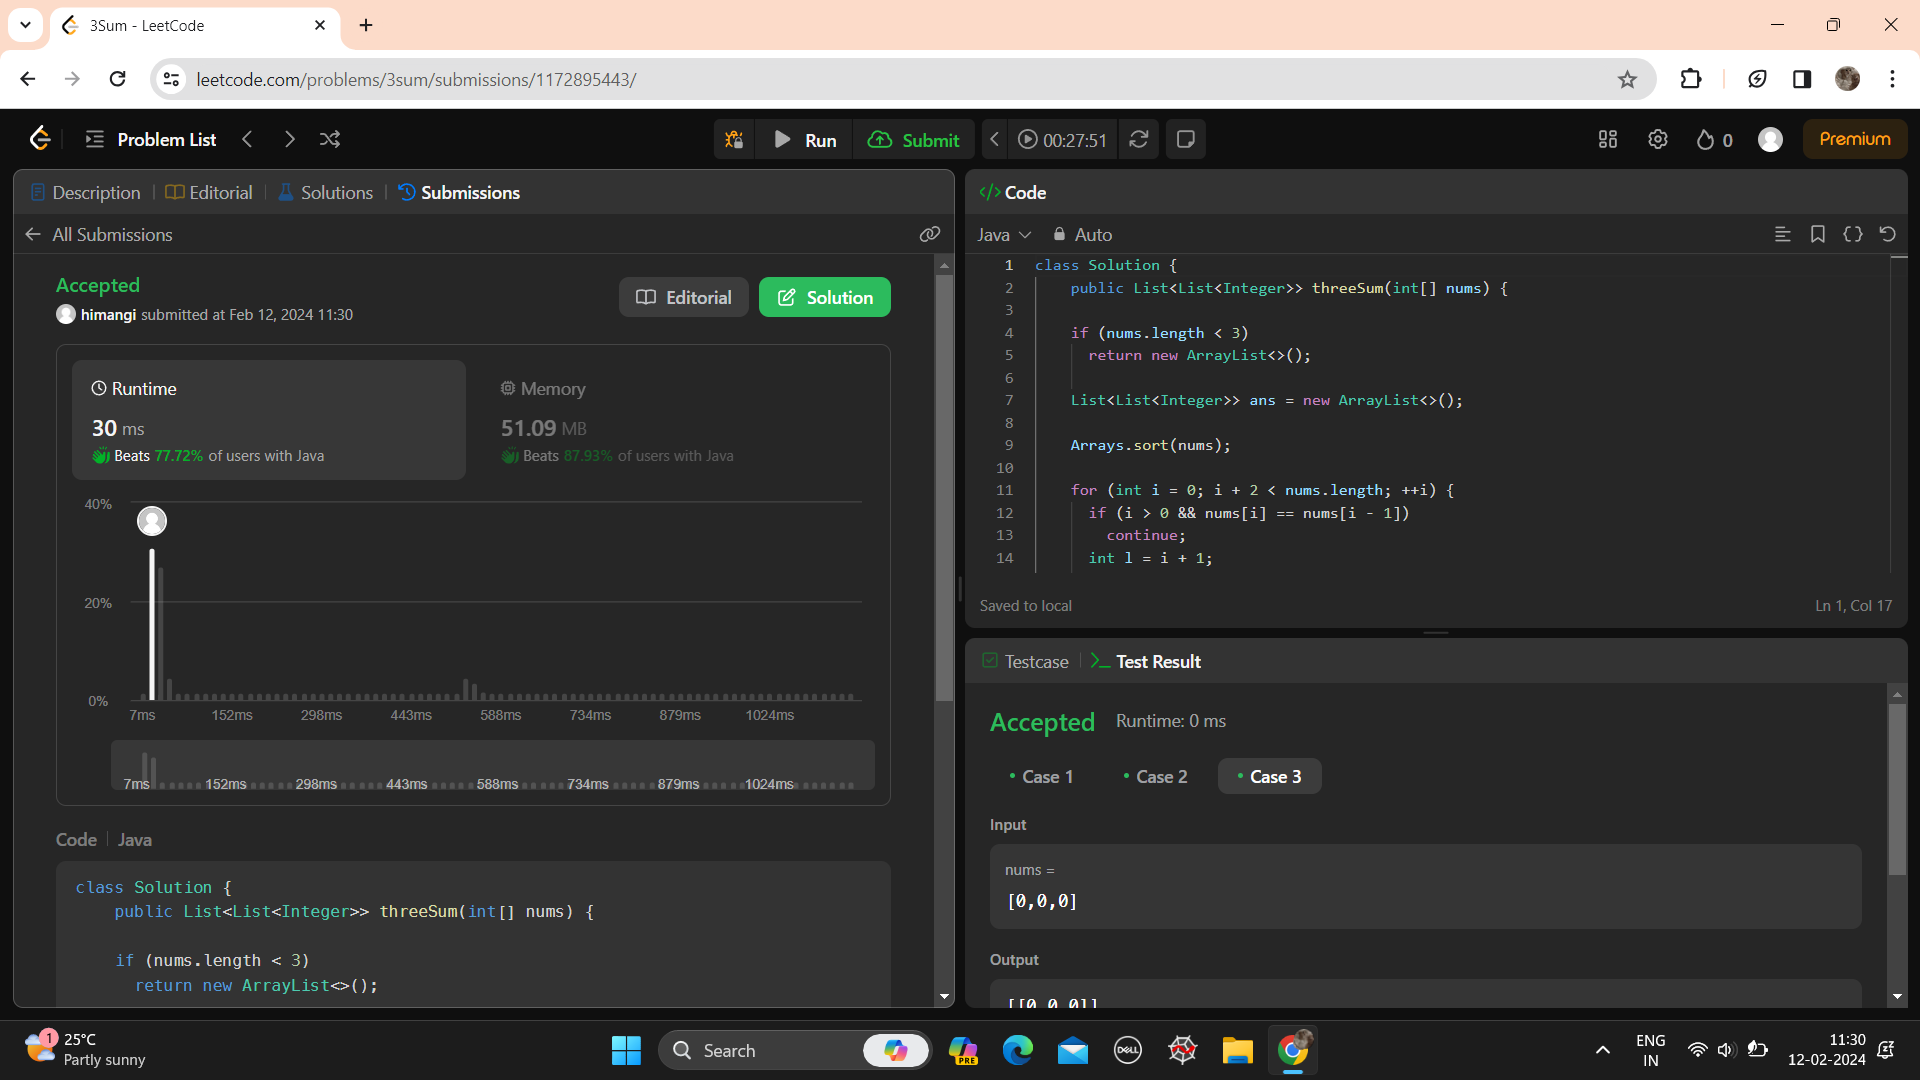 3Sum - LeetCode
leetcode.com/problems/3sum/submissions/1172895443/
Problem List
Run
Submit
00:27:51
0
Premium
Description
Editorial
Solutions
Submissions
All Submissions
Accepted
himangi submitted at Feb 12, 2024 11:30
Editorial
Solution
Runtime
30 ms
Beats 77.72% of users with Java
Memory
51.09 MB
Beats 87.93% of users with Java
40%
20%
0%
7ms 152ms 298ms 443ms 588ms 734ms 879ms 1024ms
7ms 152ms 298ms 443ms 588ms 734ms 879ms 1024ms
Code | Java
class Solution {
public List<List<Integer>> threeSum(int[] nums) {
if (nums.length < 3)
return new ArrayList<>();
</> Code
Java
Auto
1 class Solution {
2 public List<List<Integer>> threeSum(int[] nums) {
3
4 if (nums.length < 3)
5 return new ArrayList<>();
6
7 List<List<Integer>> ans = new ArrayList<>();
8
9 Arrays.sort(nums);
10
11 for (int i = 0; i + 2 < nums.length; ++i) {
12 if (i > 0 && nums[i] == nums[i - 1])
13 continue;
14 int l = i + 1;
Saved to local
Ln 1, Col 17
Testcase
Test Result
Accepted
Runtime: 0 ms
Case 1
Case 2
Case 3
Input
nums =
[0,0,0]
Output
[[0,0,0]]
1
25°C
Partly sunny
Search
PRE
DELL
ENG
IN
11:30
12-02-2024